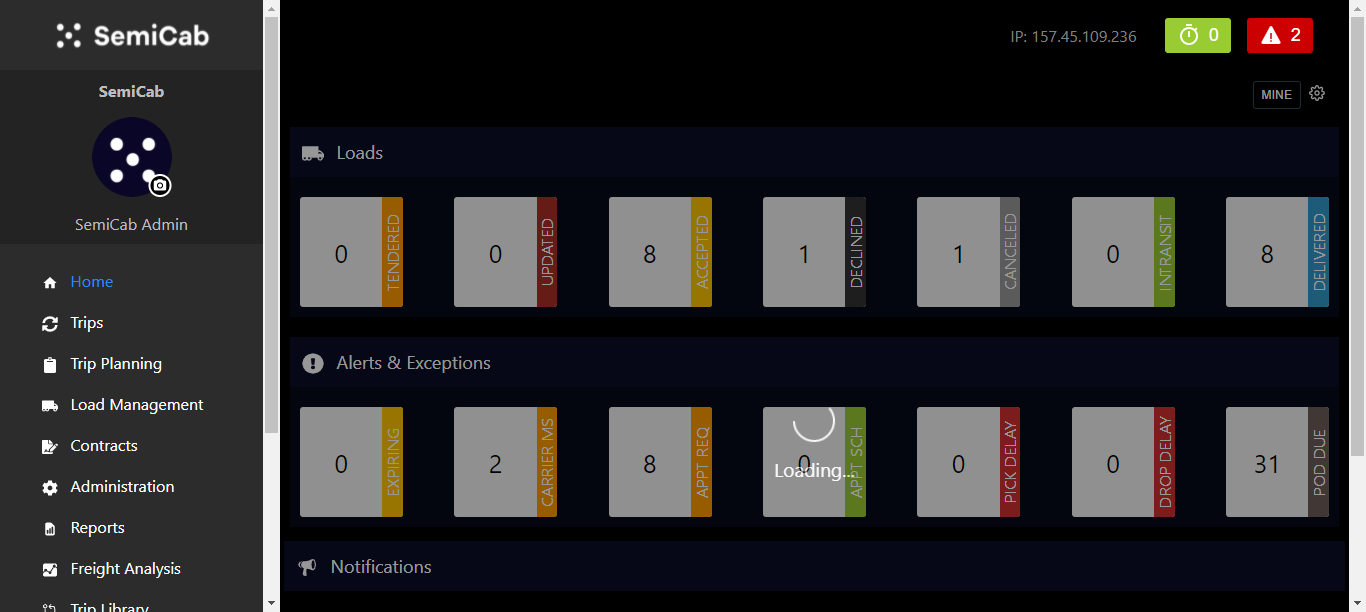 SemiCab
IP: 157.45.109.236
0
2
SemiCab
MINE
SemiCab Admin
Home
Trips
Trip Planning
Load Management
Contracts
Administration
Reports
Freight Analysis
Trip Library
Loads
0 TENDERED
0 UPDATED
8 ACCEPTED
1 DECLINED
1 CANCELED
0 INTRANSIT
8 DELIVERED
Alerts & Exceptions
0 EXPIRING
2 CARRIER MS
8 APPT REQ
0 APPT SCH
Loading...
0 PICK DELAY
0 DROP DELAY
31 POD DUE
Notifications